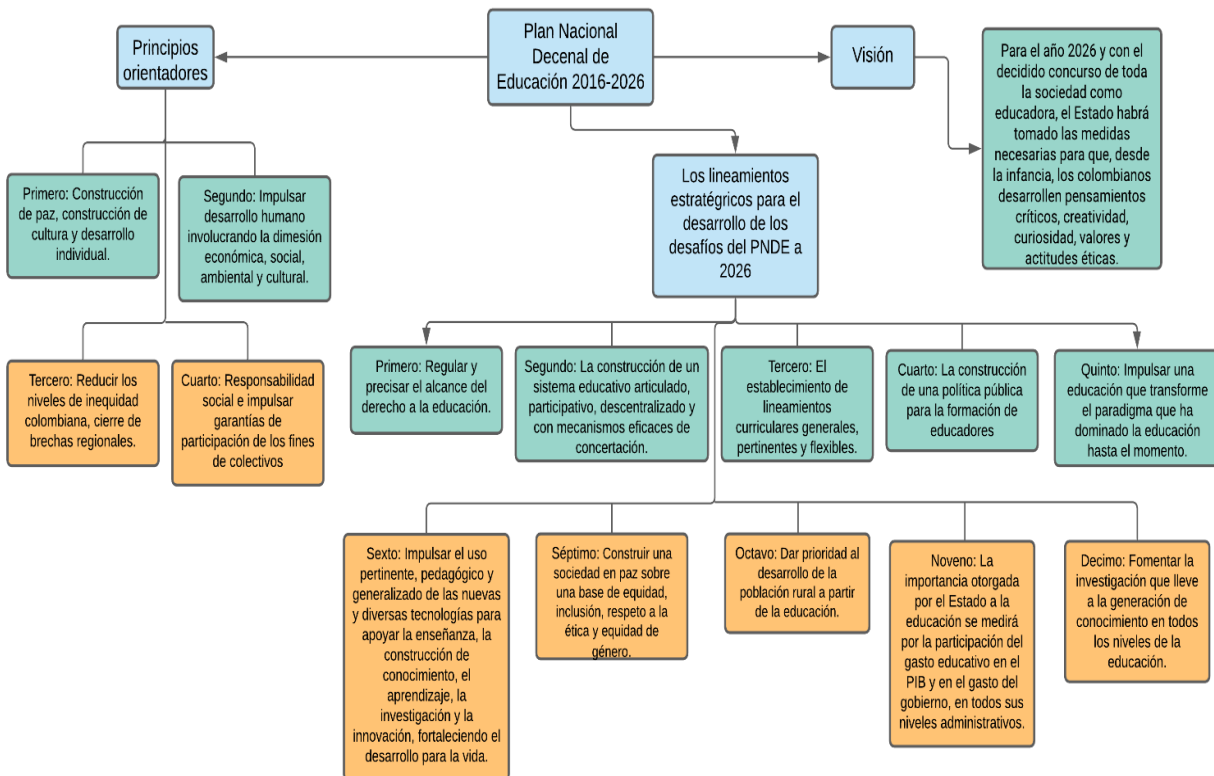 Principios
orientadores
Plan Nacional
Decenal de
Educación 2016-2026
Visión
Para el año 2026 y con el
decidido concurso de toda
la sociedad como
educadora, el Estado habrá
tomado las medidas
necesarias para que, desde
la infancia, los colombianos
desarrollen pensamientos
críticos, creatividad,
curiosidad, valores y
actitudes éticas.
Primero: Construcción
de paz, construcción de
cultura y desarrollo
individual.
Segundo: Impulsar
desarrollo humano
involucrando la dimesión
económica, social,
ambiental y cultural.
Los lineamientos
estratégricos para el
desarrollo de los
desafíos del PNDE a
2026
Tercero: Reducir los
niveles de inequidad
colombiana, cierre de
brechas regionales.
Cuarto: Responsabilidad
social e impulsar
garantías de
participación de los fines
de colectivos
Primero: Regular y
precisar el alcance del
derecho a la educación.
Segundo: La construcción de un
sistema educativo articulado,
participativo, descentralizado y
con mecanismos eficaces de
concertación.
Tercero: El
establecimiento de
lineamientos
curriculares generales,
pertinentes y flexibles.
Cuarto: La construcción
de una política pública
para la formación de
educadores
Quinto: Impulsar una
educación que transforme
el paradigma que ha
dominado la educación
hasta el momento.
Sexto: Impulsar el uso
pertinente, pedagógico y
generalizado de las nuevas
y diversas tecnologías para
apoyar la enseñanza, la
construcción de
conocimiento, el
aprendizaje, la
investigación y la
innovación, fortaleciendo el
desarrollo para la vida.
Séptimo: Construir una
sociedad en paz sobre
una base de equidad,
inclusión, respeto a la
ética y equidad de
género.
Octavo: Dar prioridad al
desarrollo de la
población rural a partir
de la educación.
Noveno: La
importancia otorgada
por el Estado a la
educación se medirá
por la participación del
gasto educativo en el
PIB y en el gasto del
gobierno, en todos sus
niveles administrativos.
Decimo: Fomentar la
investigación que lleve
a la generación de
conocimiento en todos
los niveles de la
educación.